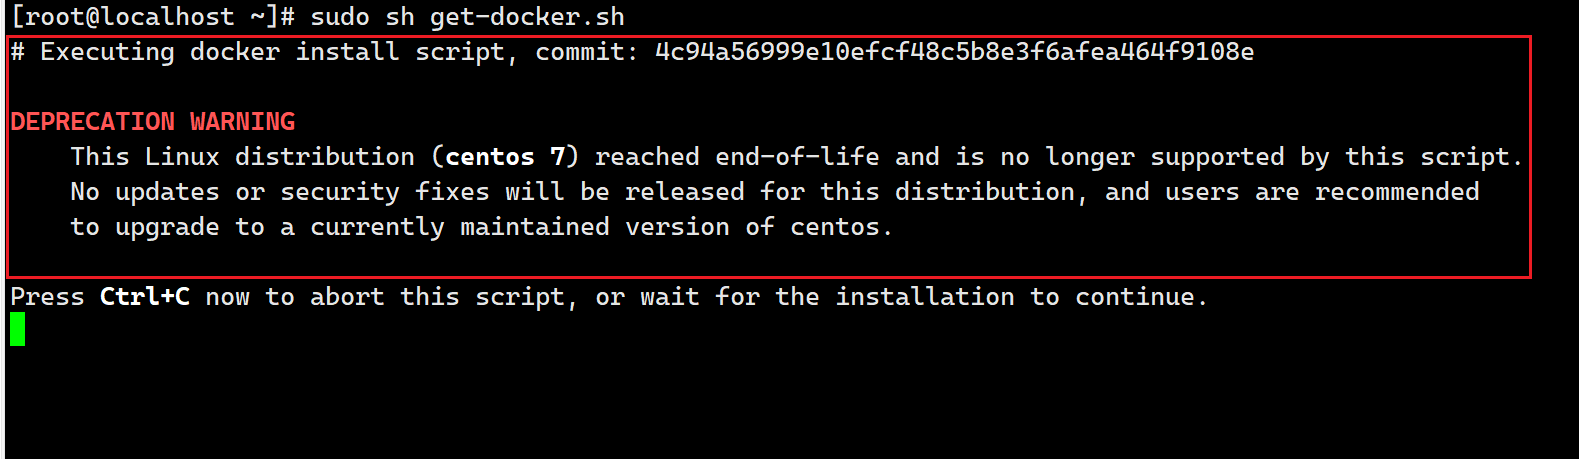 [root@localhost ~]# sudo sh get-docker.sh
# Executing docker install script, commit: 4c94a56999e10efcf48c5b8e3f6afea464f9108e
DEPRECATION WARNING
This Linux distribution (centos 7) reached end-of-life and is no longer supported by this script.
No updates or security fixes will be released for this distribution, and users are recommended
to upgrade to a currently maintained version of centos.
Press Ctrl+C now to abort this script, or wait for the installation to continue.